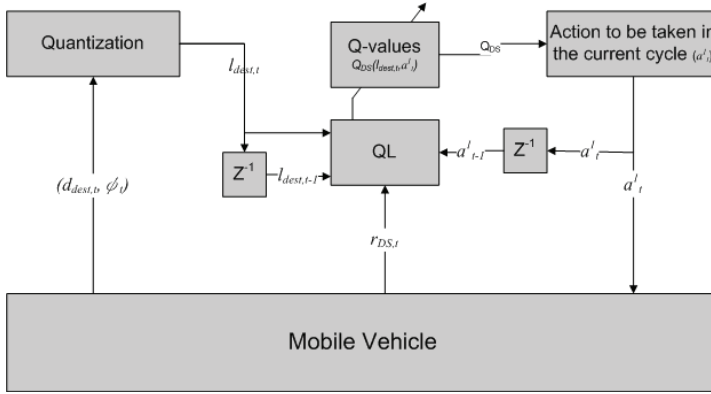 Quantization
Q-values
Q_DS(l_dest,t,a^l_t)
Q_DS
Action to be taken in
the current cycle (a^l_t)
l_dest,t
QL
a^l_t-1
Z^-1
a^l_t
Z^-1
l_dest,t-1
(d_dest,t, ϕ_t)
a^l_t
r_DS,t
Mobile Vehicle